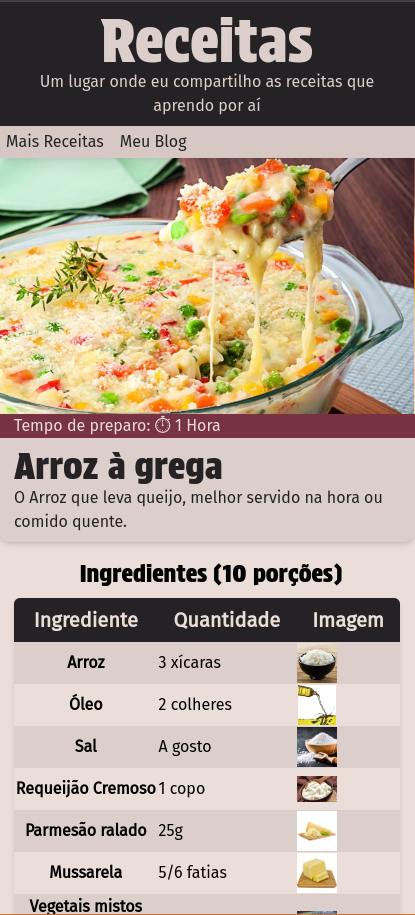 Receitas
Um lugar onde eu compartilho as receitas que
aprendo por aí
Mais Receitas Meu Blog
Tempo de preparo: ⏱ 1 Hora
Arroz à grega
O Arroz que leva queijo, melhor servido na hora ou
comido quente.
Ingredientes (10 porções)
Ingrediente Quantidade Imagem
Arroz 3 xícaras
Óleo 2 colheres
Sal A gosto
Requeijão Cremoso 1 copo
Parmesão ralado 25g
Mussarela 5/6 fatias
Vegetais mistos